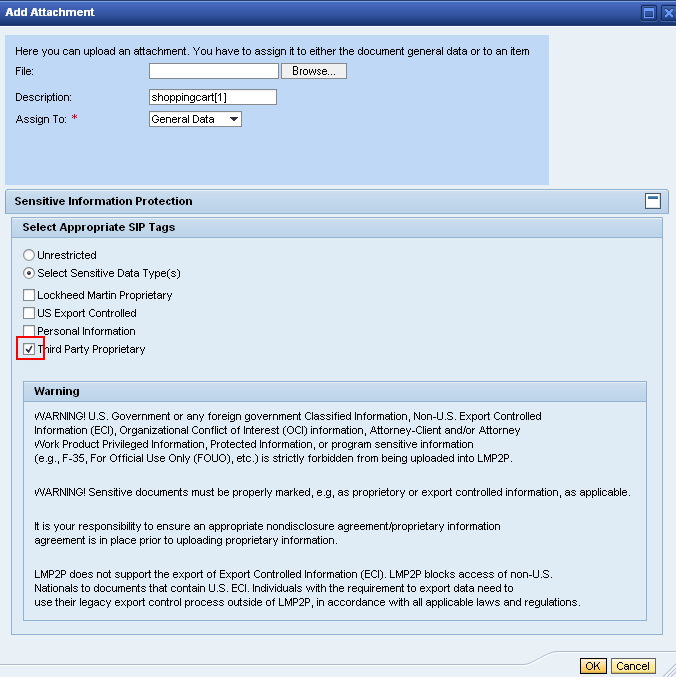 Add Attachment
Here you can upload an attachment. You have to assign it to either the document general data or to an item
File:
Browse...
Description:
shoppingcart[1]
Assign To: *
General Data
Sensitive Information Protection
Select Appropriate SIP Tags
Unrestricted
Select Sensitive Data Type(s)
Lockheed Martin Proprietary
US Export Controlled
Personal Information
Third Party Proprietary
Warning
WARNING! U.S. Government or any foreign government Classified Information, Non-U.S. Export Controlled
Information (ECI), Organizational Conflict of Interest (OCI) information, Attorney-Client and/or Attorney
Work Product Privileged Information, Protected Information, or program sensitive information
(e.g., F-35, For Official Use Only (FOUO), etc.) is strictly forbidden from being uploaded into LMP2P.
WARNING! Sensitive documents must be properly marked, e.g, as propriatory or export controlled information, as applicable.
It is your responsibility to ensure an appropriate nondisclosure agreement/proprietary information
agreement is in place prior to uploading proprietary information.
LMP2P does not support the export of Export Controlled Information (ECI). LMP2P blocks access of non-U.S.
Nationals to documents that contain U.S. ECI. Individuals with the requirement to export data need to
use their legacy export control process outside of LMP2P, in accordance with all applicable laws and regulations.
OK
Cancel